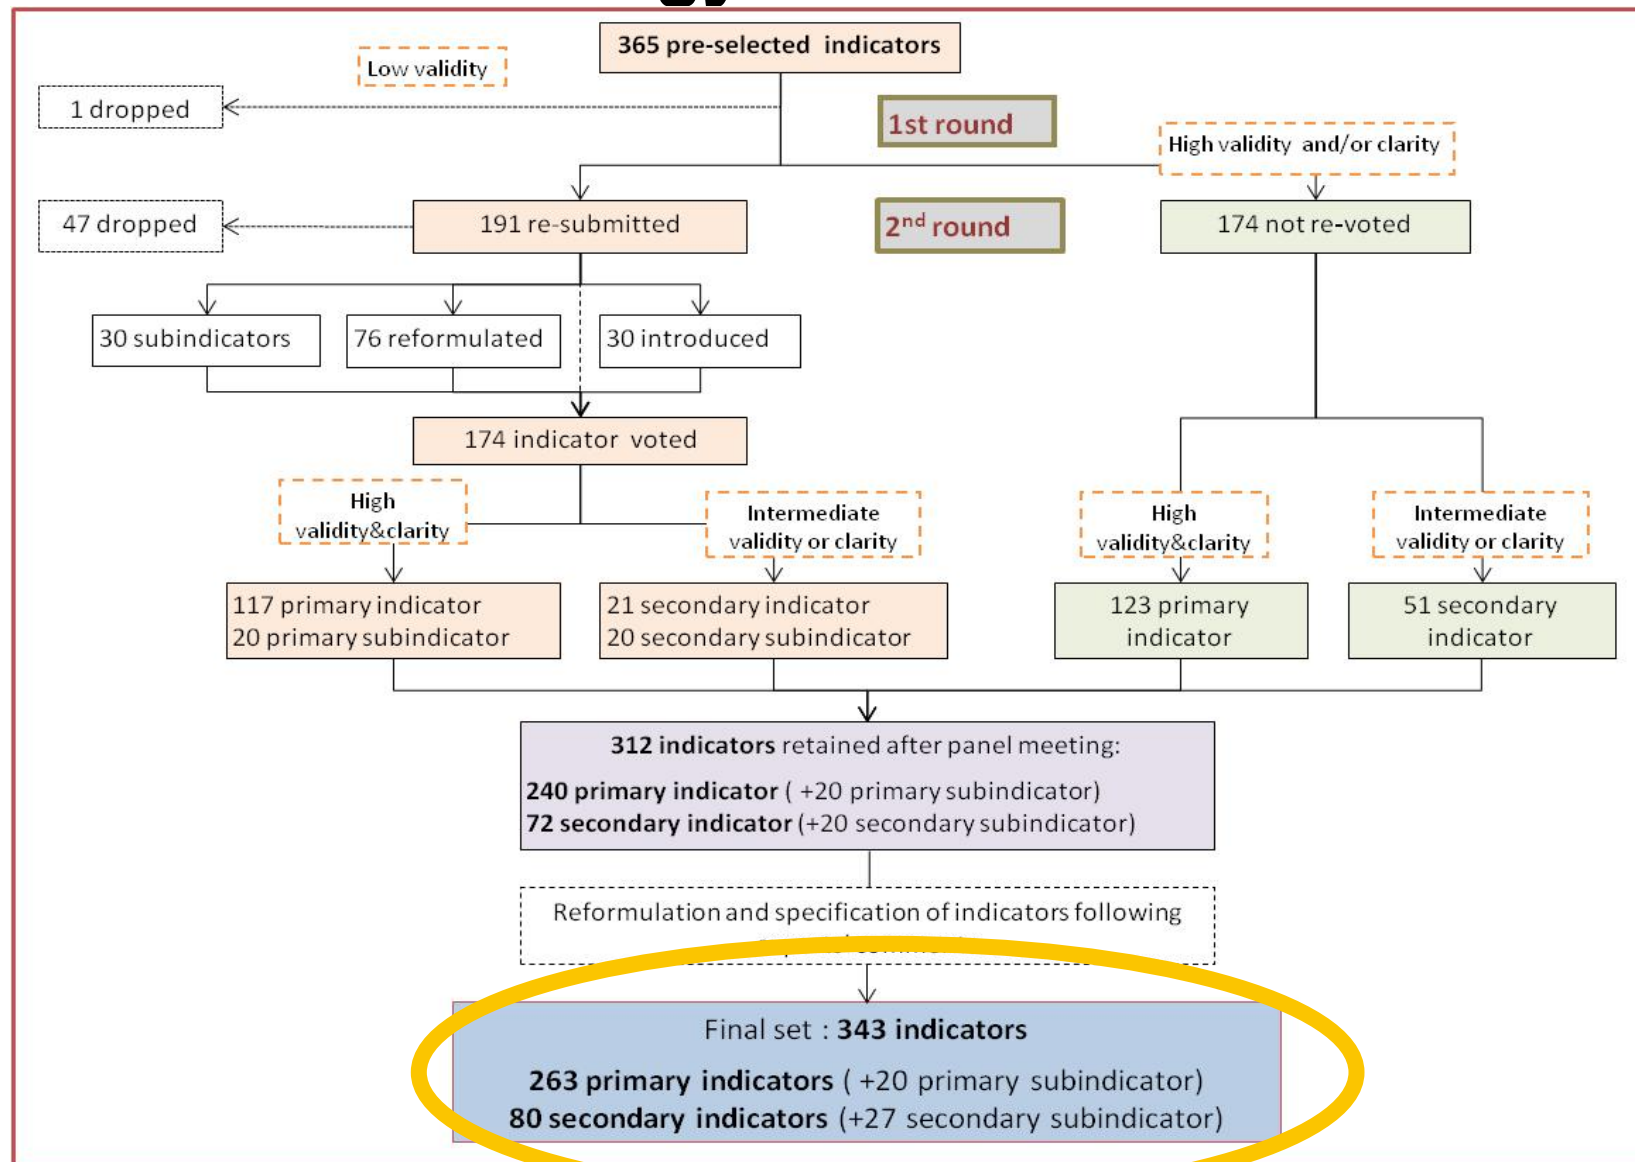 365 pre-selected indicators
Low validity
1 dropped
1st round
High validity and/or clarity
47 dropped
191 re-submitted
2nd round
174 not re-voted
30 subindicators
76 reformulated
30 introduced
174 indicator voted
High
validity&clarity
Intermediate
validity or clarity
High
validity&clarity
Intermediate
validity or clarity
117 primary indicator
20 primary subindicator
21 secondary indicator
20 secondary subindicator
123 primary
indicator
51 secondary
indicator
312 indicators retained after panel meeting:
240 primary indicator ( +20 primary subindicator)
72 secondary indicator (+20 secondary subindicator)
Reformulation and specification of indicators following
Final set : 343 indicators
263 primary indicators ( +20 primary subindicator)
80 secondary indicators (+27 secondary subindicator)